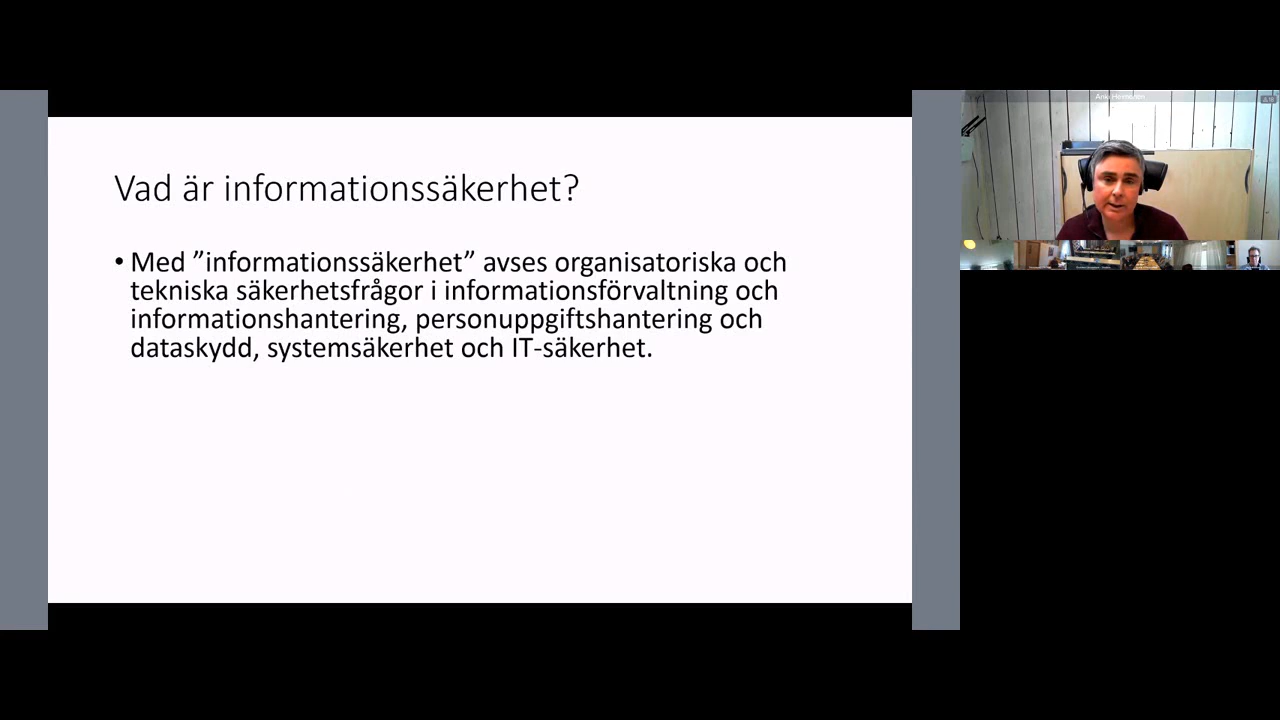 Vad är informationssäkerhet?
• Med ”informationssäkerhet” avses organisatoriska och
tekniska säkerhetsfrågor i informationsförvaltning och
informationshantering, personuppgiftshantering och
dataskydd, systemsäkerhet och IT-säkerhet.